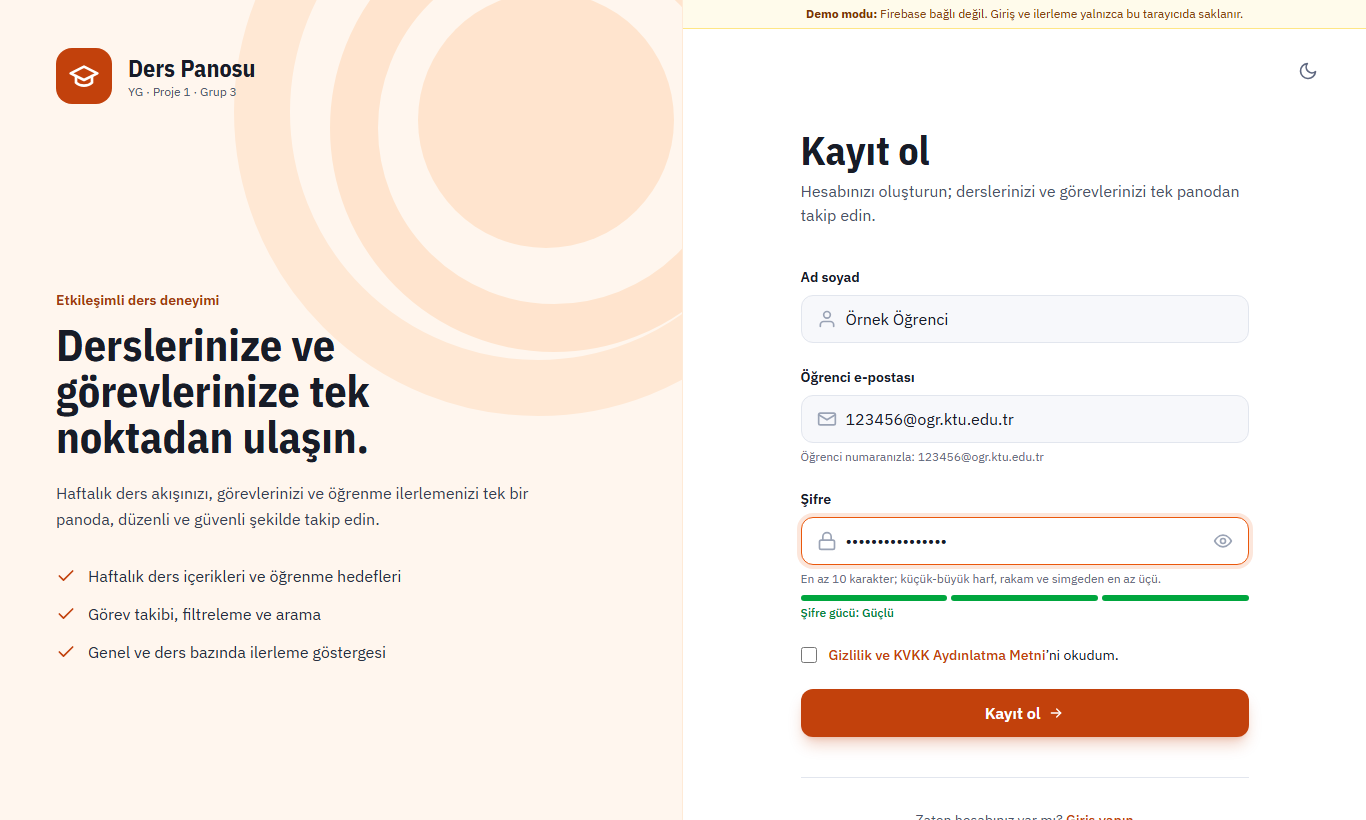 Demo modu: Firebase bağlı değil. Giriş ve ilerleme yalnızca bu tarayıcıda saklanır.
Ders Panosu
YG · Proje 1 · Grup 3
Etkileşimli ders deneyimi
Derslerinize ve
görevlerinize tek
noktadan ulaşın.
Haftalık ders akışınızı, görevlerinizi ve öğrenme ilerlemenizi tek bir
panoda, düzenli ve güvenli şekilde takip edin.
Haftalık ders içerikleri ve öğrenme hedefleri
Görev takibi, filtreleme ve arama
Genel ve ders bazında ilerleme göstergesi
Kayıt ol
Hesabınızı oluşturun; derslerinizi ve görevlerinizi tek panodan
takip edin.
Ad soyad
Örnek Öğrenci
Öğrenci e-postası
123456@ogr.ktu.edu.tr
Öğrenci numaranızla: 123456@ogr.ktu.edu.tr
Şifre
••••••••••••••••
En az 10 karakter; küçük-büyük harf, rakam ve simgeden en az üçü.
Şifre gücü: Güçlü
Gizlilik ve KVKK Aydınlatma Metni'ni okudum.
Kayıt ol →
Zaten hesabınız var mı? Giriş yapın